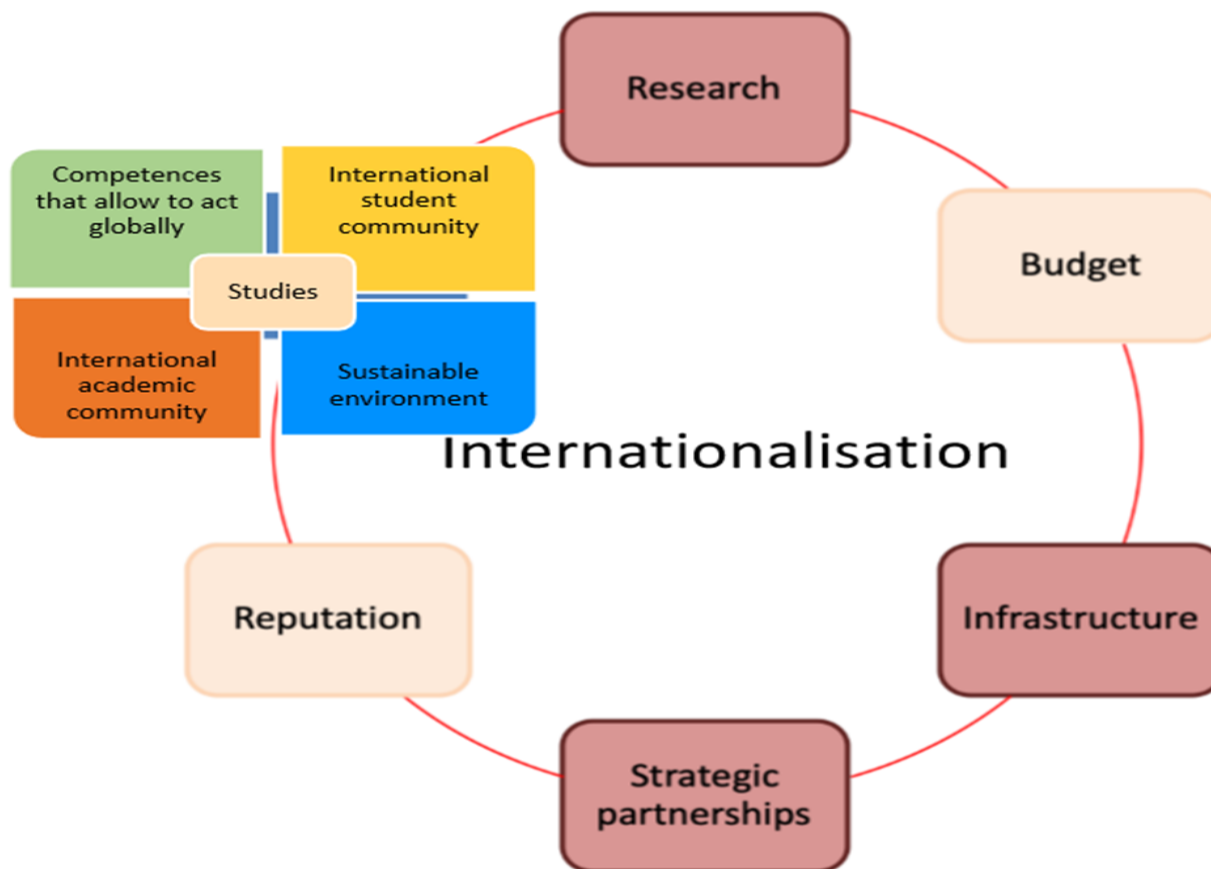 Research
Competences
that allow to act
globally
International
student
community
Budget
Studies
International
academic
community
Sustainable
environment
Internationalisation
Reputation
Infrastructure
Strategic
partnerships